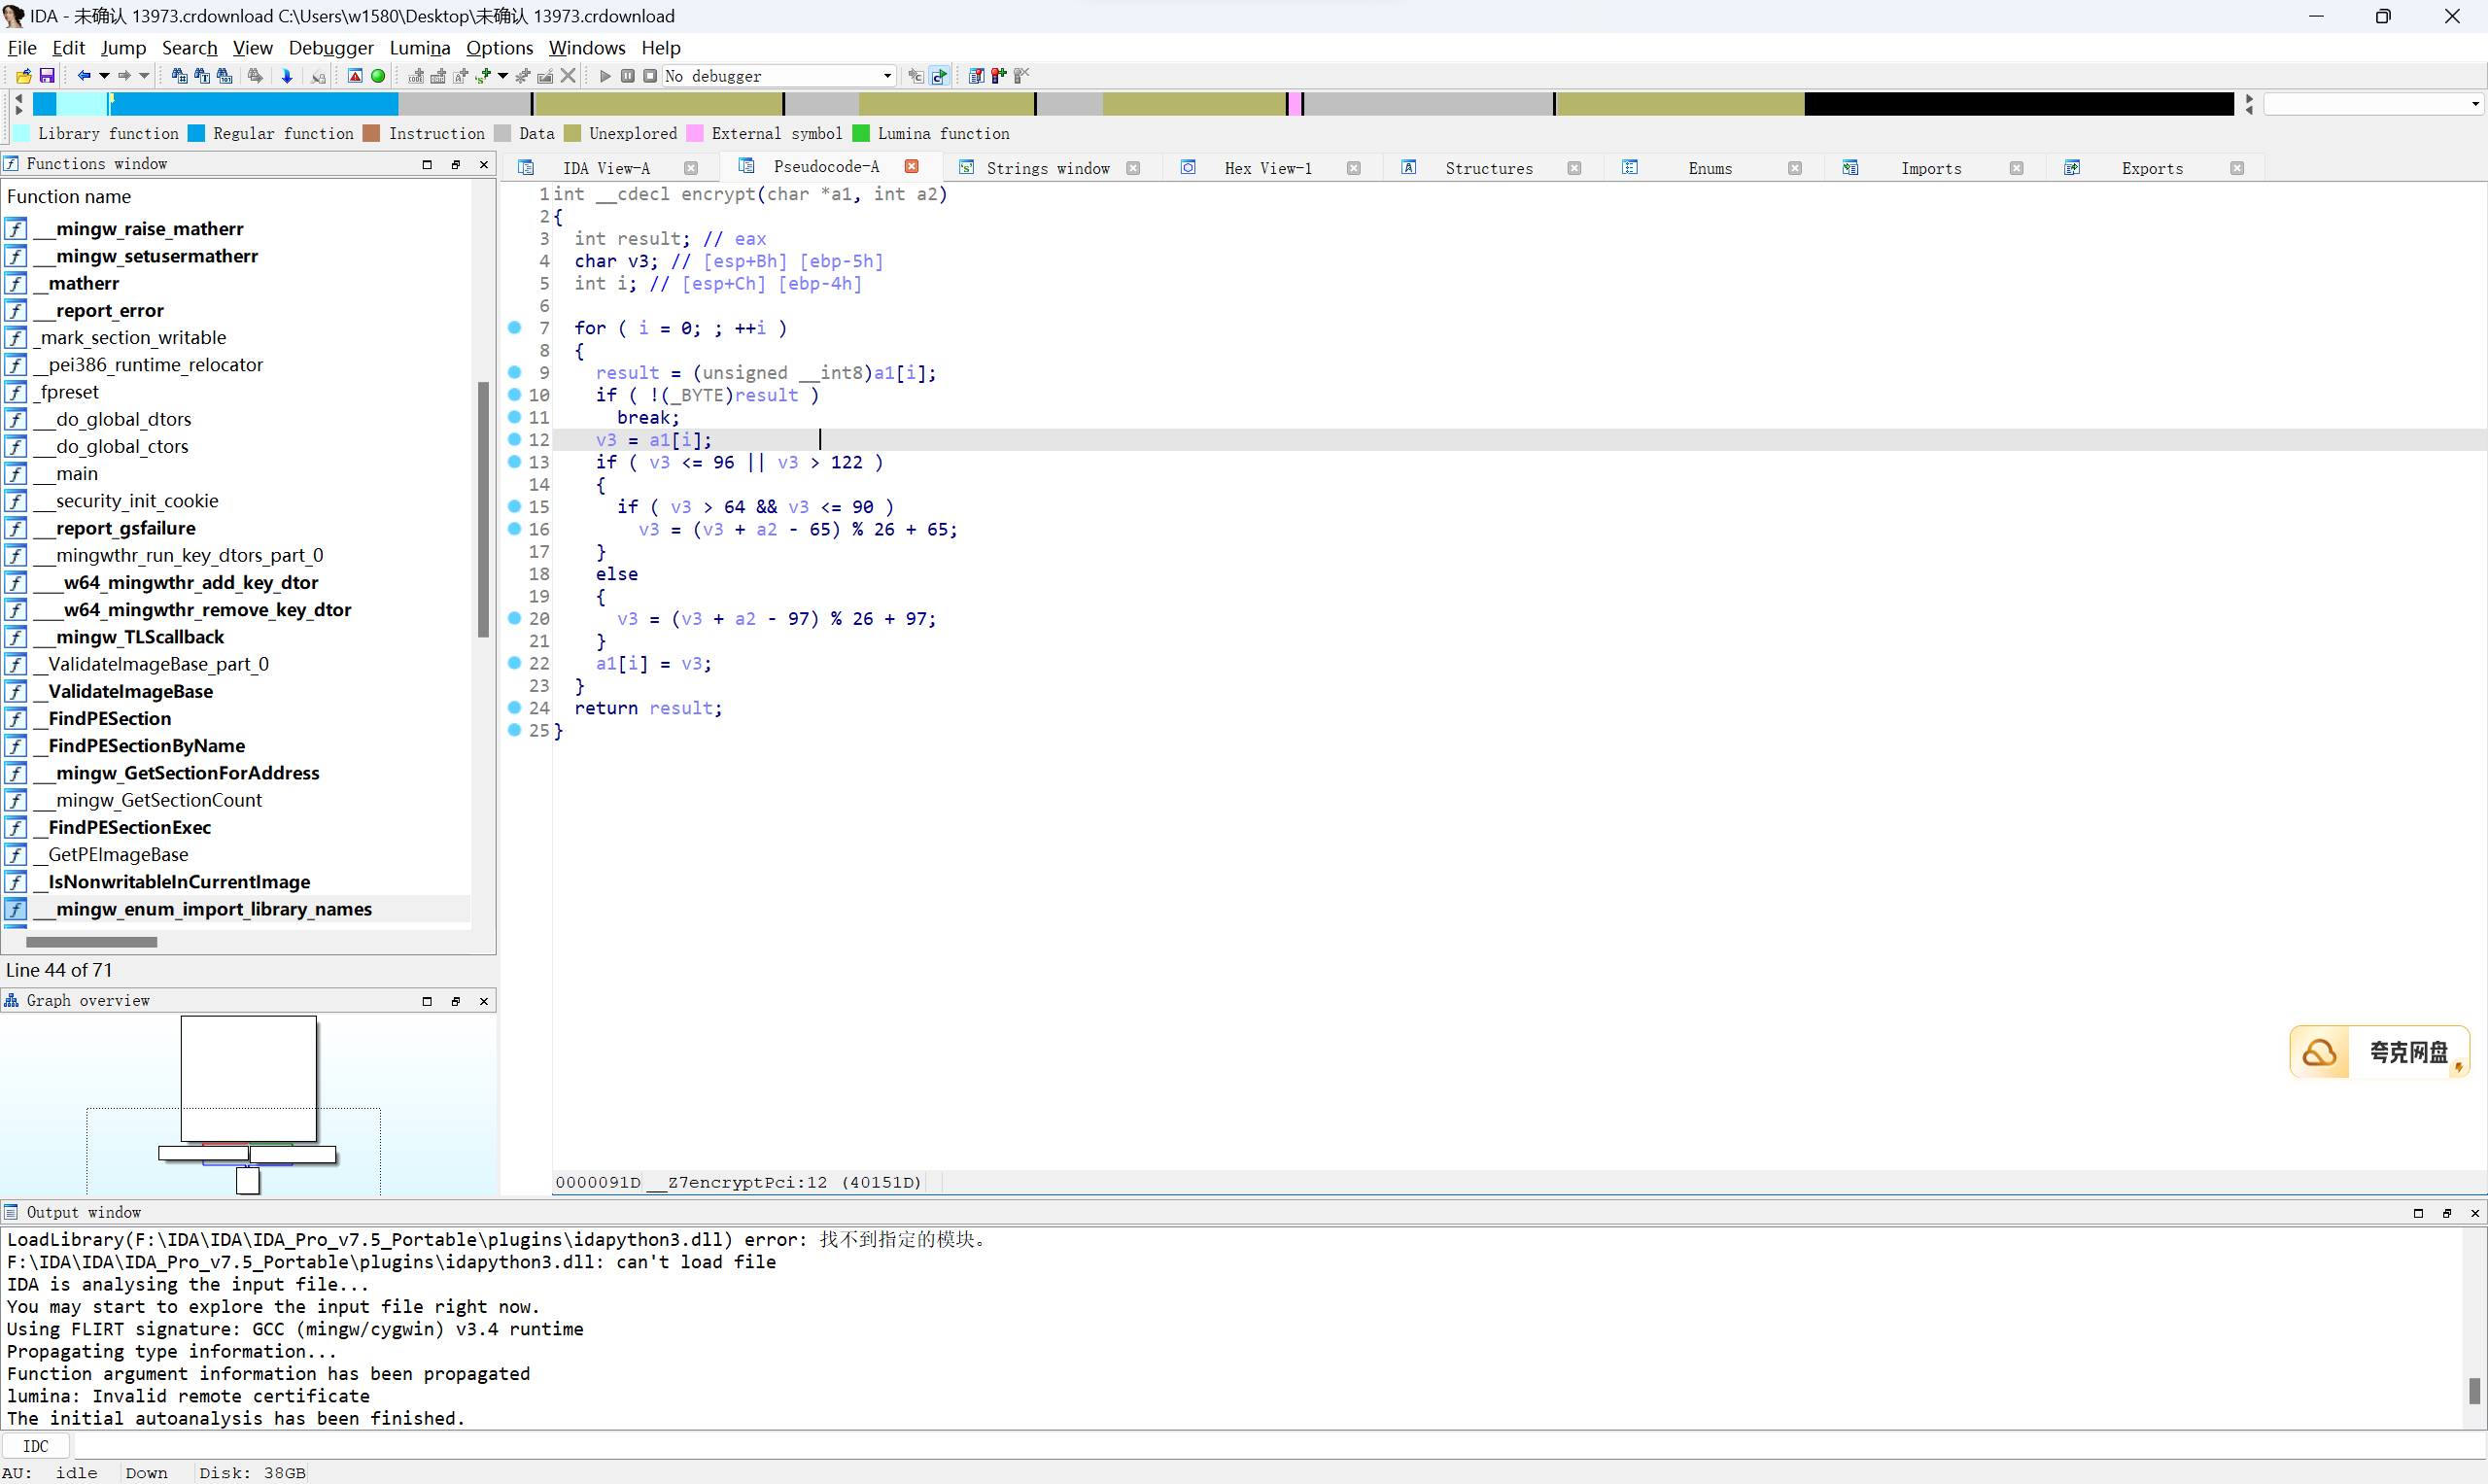 IDA - 未确认 13973.crdownload C:\Users\w1580\Desktop\未确认 13973.crdownload
File Edit Jump Search View Debugger Lumina Options Windows Help
No debugger
Library function Regular function Instruction Data Unexplored External symbol Lumina function
Functions window
Function name
__mingw_raise_matherr
__mingw_setusermatherr
_matherr
__report_error
_mark_section_writable
_pei386_runtime_relocator
_fpreset
__do_global_dtors
__do_global_ctors
__main
__security_init_cookie
__report_gsfailure
__mingwthr_run_key_dtors_part_0
___w64_mingwthr_add_key_dtor
___w64_mingwthr_remove_key_dtor
__mingw_TLScallback
_ValidateImageBase_part_0
_ValidateImageBase
_FindPESection
_FindPESectionByName
__mingw_GetSectionForAddress
__mingw_GetSectionCount
_FindPESectionExec
_GetPEImageBase
_IsNonwritableInCurrentImage
__mingw_enum_import_library_names
Line 44 of 71
Graph overview
IDA View-A Pseudocode-A Strings window Hex View-1 Structures Enums Imports Exports
1 int __cdecl encrypt(char *a1, int a2)
2 {
3 int result; // eax
4 char v3; // [esp+Bh] [ebp-5h]
5 int i; // [esp+Ch] [ebp-4h]
6
7 for ( i = 0; ; ++i )
8 {
9 result = (unsigned __int8)a1[i];
10 if ( !(_BYTE)result )
11 break;
12 v3 = a1[i];
13 if ( v3 <= 96 || v3 > 122 )
14 {
15 if ( v3 > 64 && v3 <= 90 )
16 v3 = (v3 + a2 - 65) % 26 + 65;
17 }
18 else
19 {
20 v3 = (v3 + a2 - 97) % 26 + 97;
21 }
22 a1[i] = v3;
23 }
24 return result;
25 }
夸克网盘
0000091D __Z7encryptPci:12 (40151D)
Output window
LoadLibrary(F:\IDA\IDA\IDA_Pro_v7.5_Portable\plugins\idapython3.dll) error: 找不到指定的模块。
F:\IDA\IDA\IDA_Pro_v7.5_Portable\plugins\idapython3.dll: can't load file
IDA is analysing the input file...
You may start to explore the input file right now.
Using FLIRT signature: GCC (mingw/cygwin) v3.4 runtime
Propagating type information...
Function argument information has been propagated
lumina: Invalid remote certificate
The initial autoanalysis has been finished.
IDC
AU: idle Down Disk: 38GB